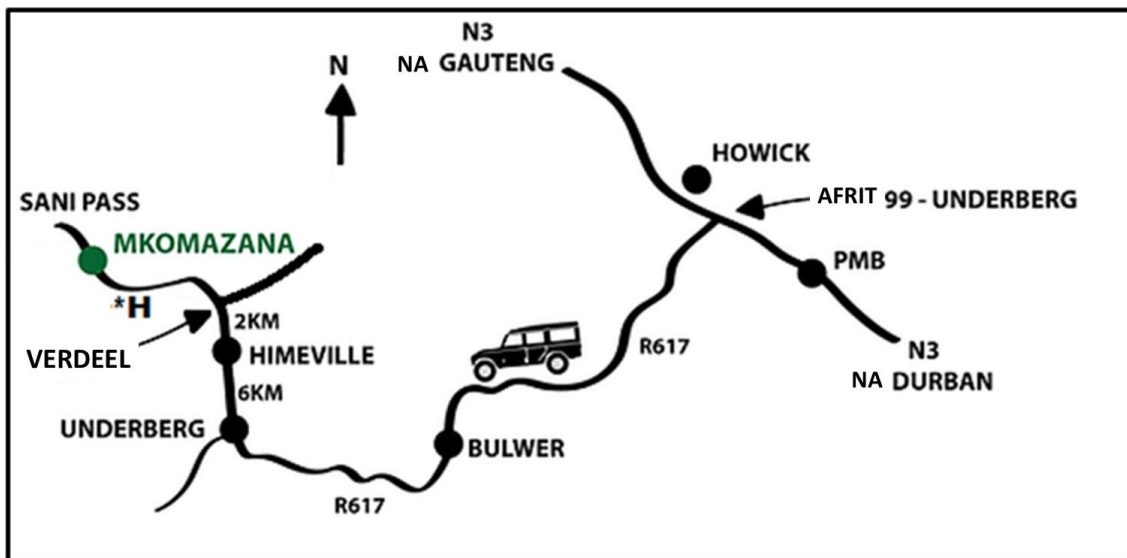 N3
NA GAUTENG
N
HOWICK
SANI PASS
AFRIT 99 - UNDERBERG
MKOMAZANA
PMB
*H
2KM
VERDEEL
HIMEVILLE
R617
N3
6KM
NA DURBAN
UNDERBERG
BULWER
R617